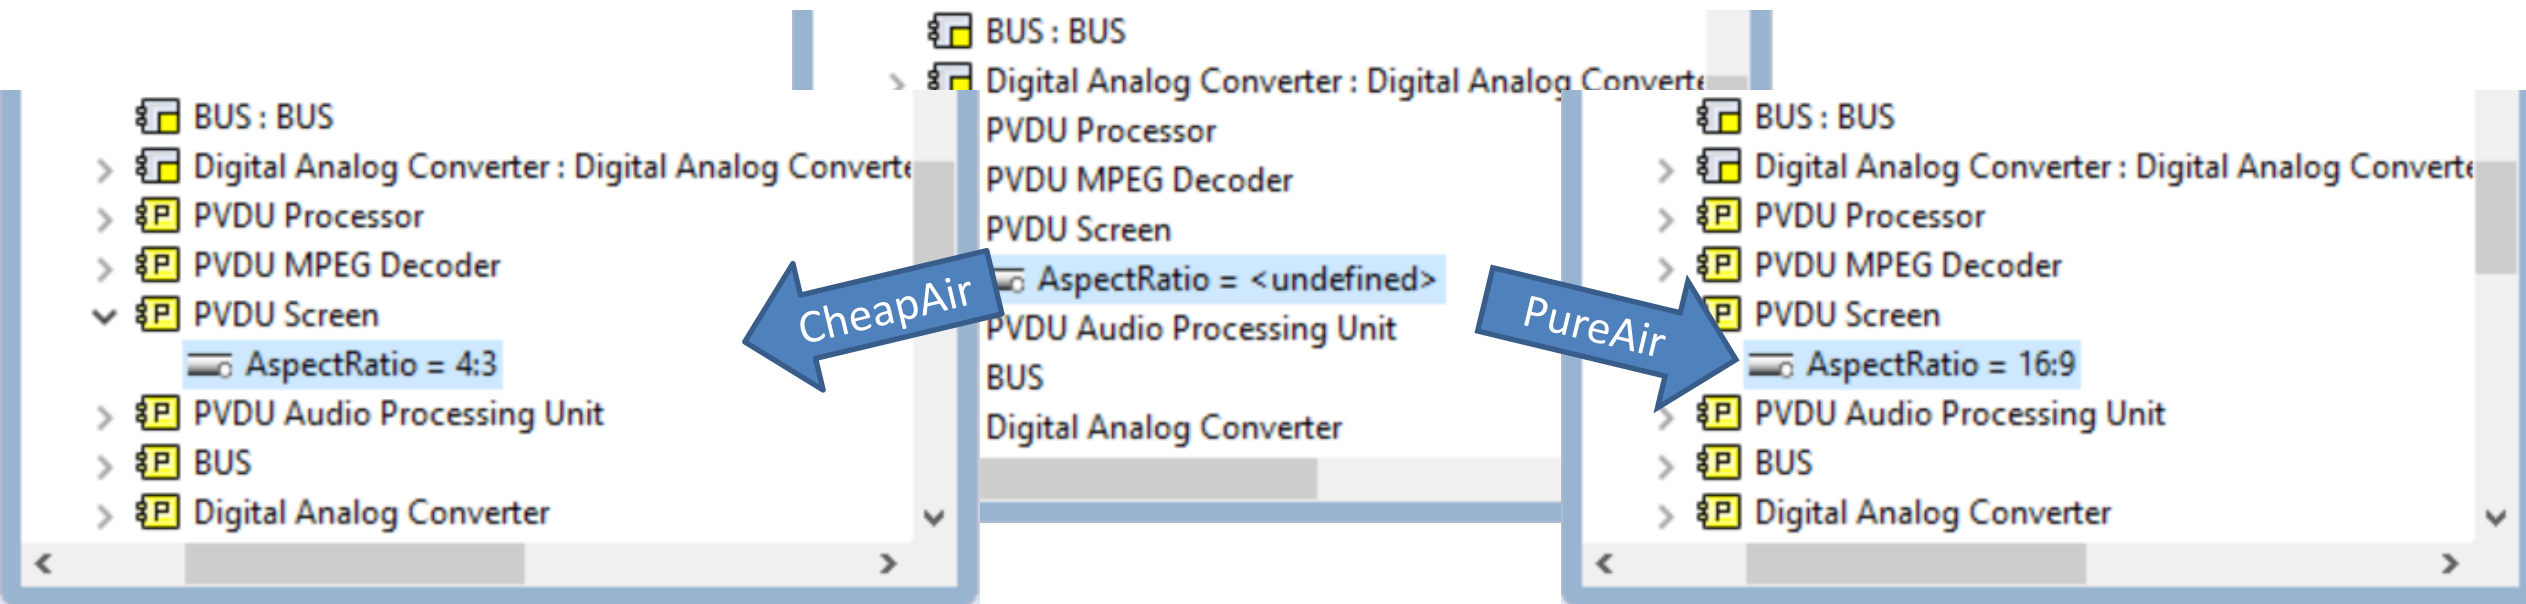 BUS : BUS
Digital Analog Converter : Digital Analog Converte
PVDU Processor
PVDU MPEG Decoder
PVDU Screen
AspectRatio = 4:3
PVDU Audio Processing Unit
BUS
Digital Analog Converter
CheapAir
BUS : BUS
Digital Analog Converter : Digital Analog Converte
PVDU Processor
PVDU MPEG Decoder
PVDU Screen
AspectRatio = <undefined>
PVDU Audio Processing Unit
BUS
Digital Analog Converter
PureAir
BUS : BUS
Digital Analog Converter : Digital Analog Converte
PVDU Processor
PVDU MPEG Decoder
PVDU Screen
AspectRatio = 16:9
PVDU Audio Processing Unit
BUS
Digital Analog Converter